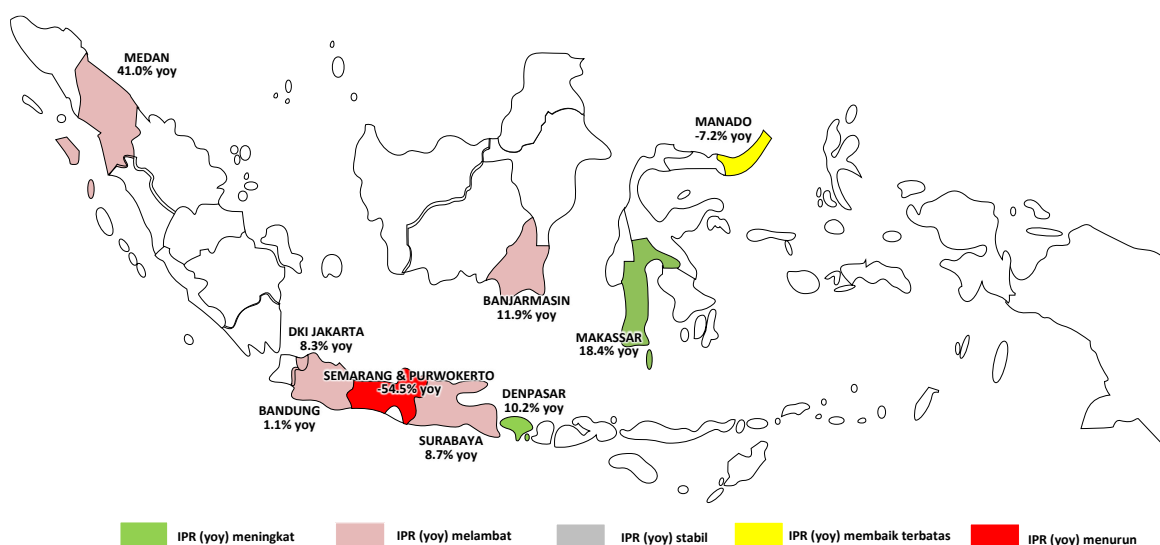 MEDAN
41.0% yoy
MANADO
-7.2% yoy
BANJARMASIN
11.9% yoy
MAKASSAR
18.4% yoy
DKI JAKARTA
8.3% yoy
SEMARANG & PURWOKERTO
-54.5% yoy
BANDUNG
1.1% yoy
DENPASAR
10.2% yoy
SURABAYA
8.7% yoy
IPR (yoy) meningkat
IPR (yoy) melambat
IPR (yoy) stabil
IPR (yoy) membaik terbatas
IPR (yoy) menurun